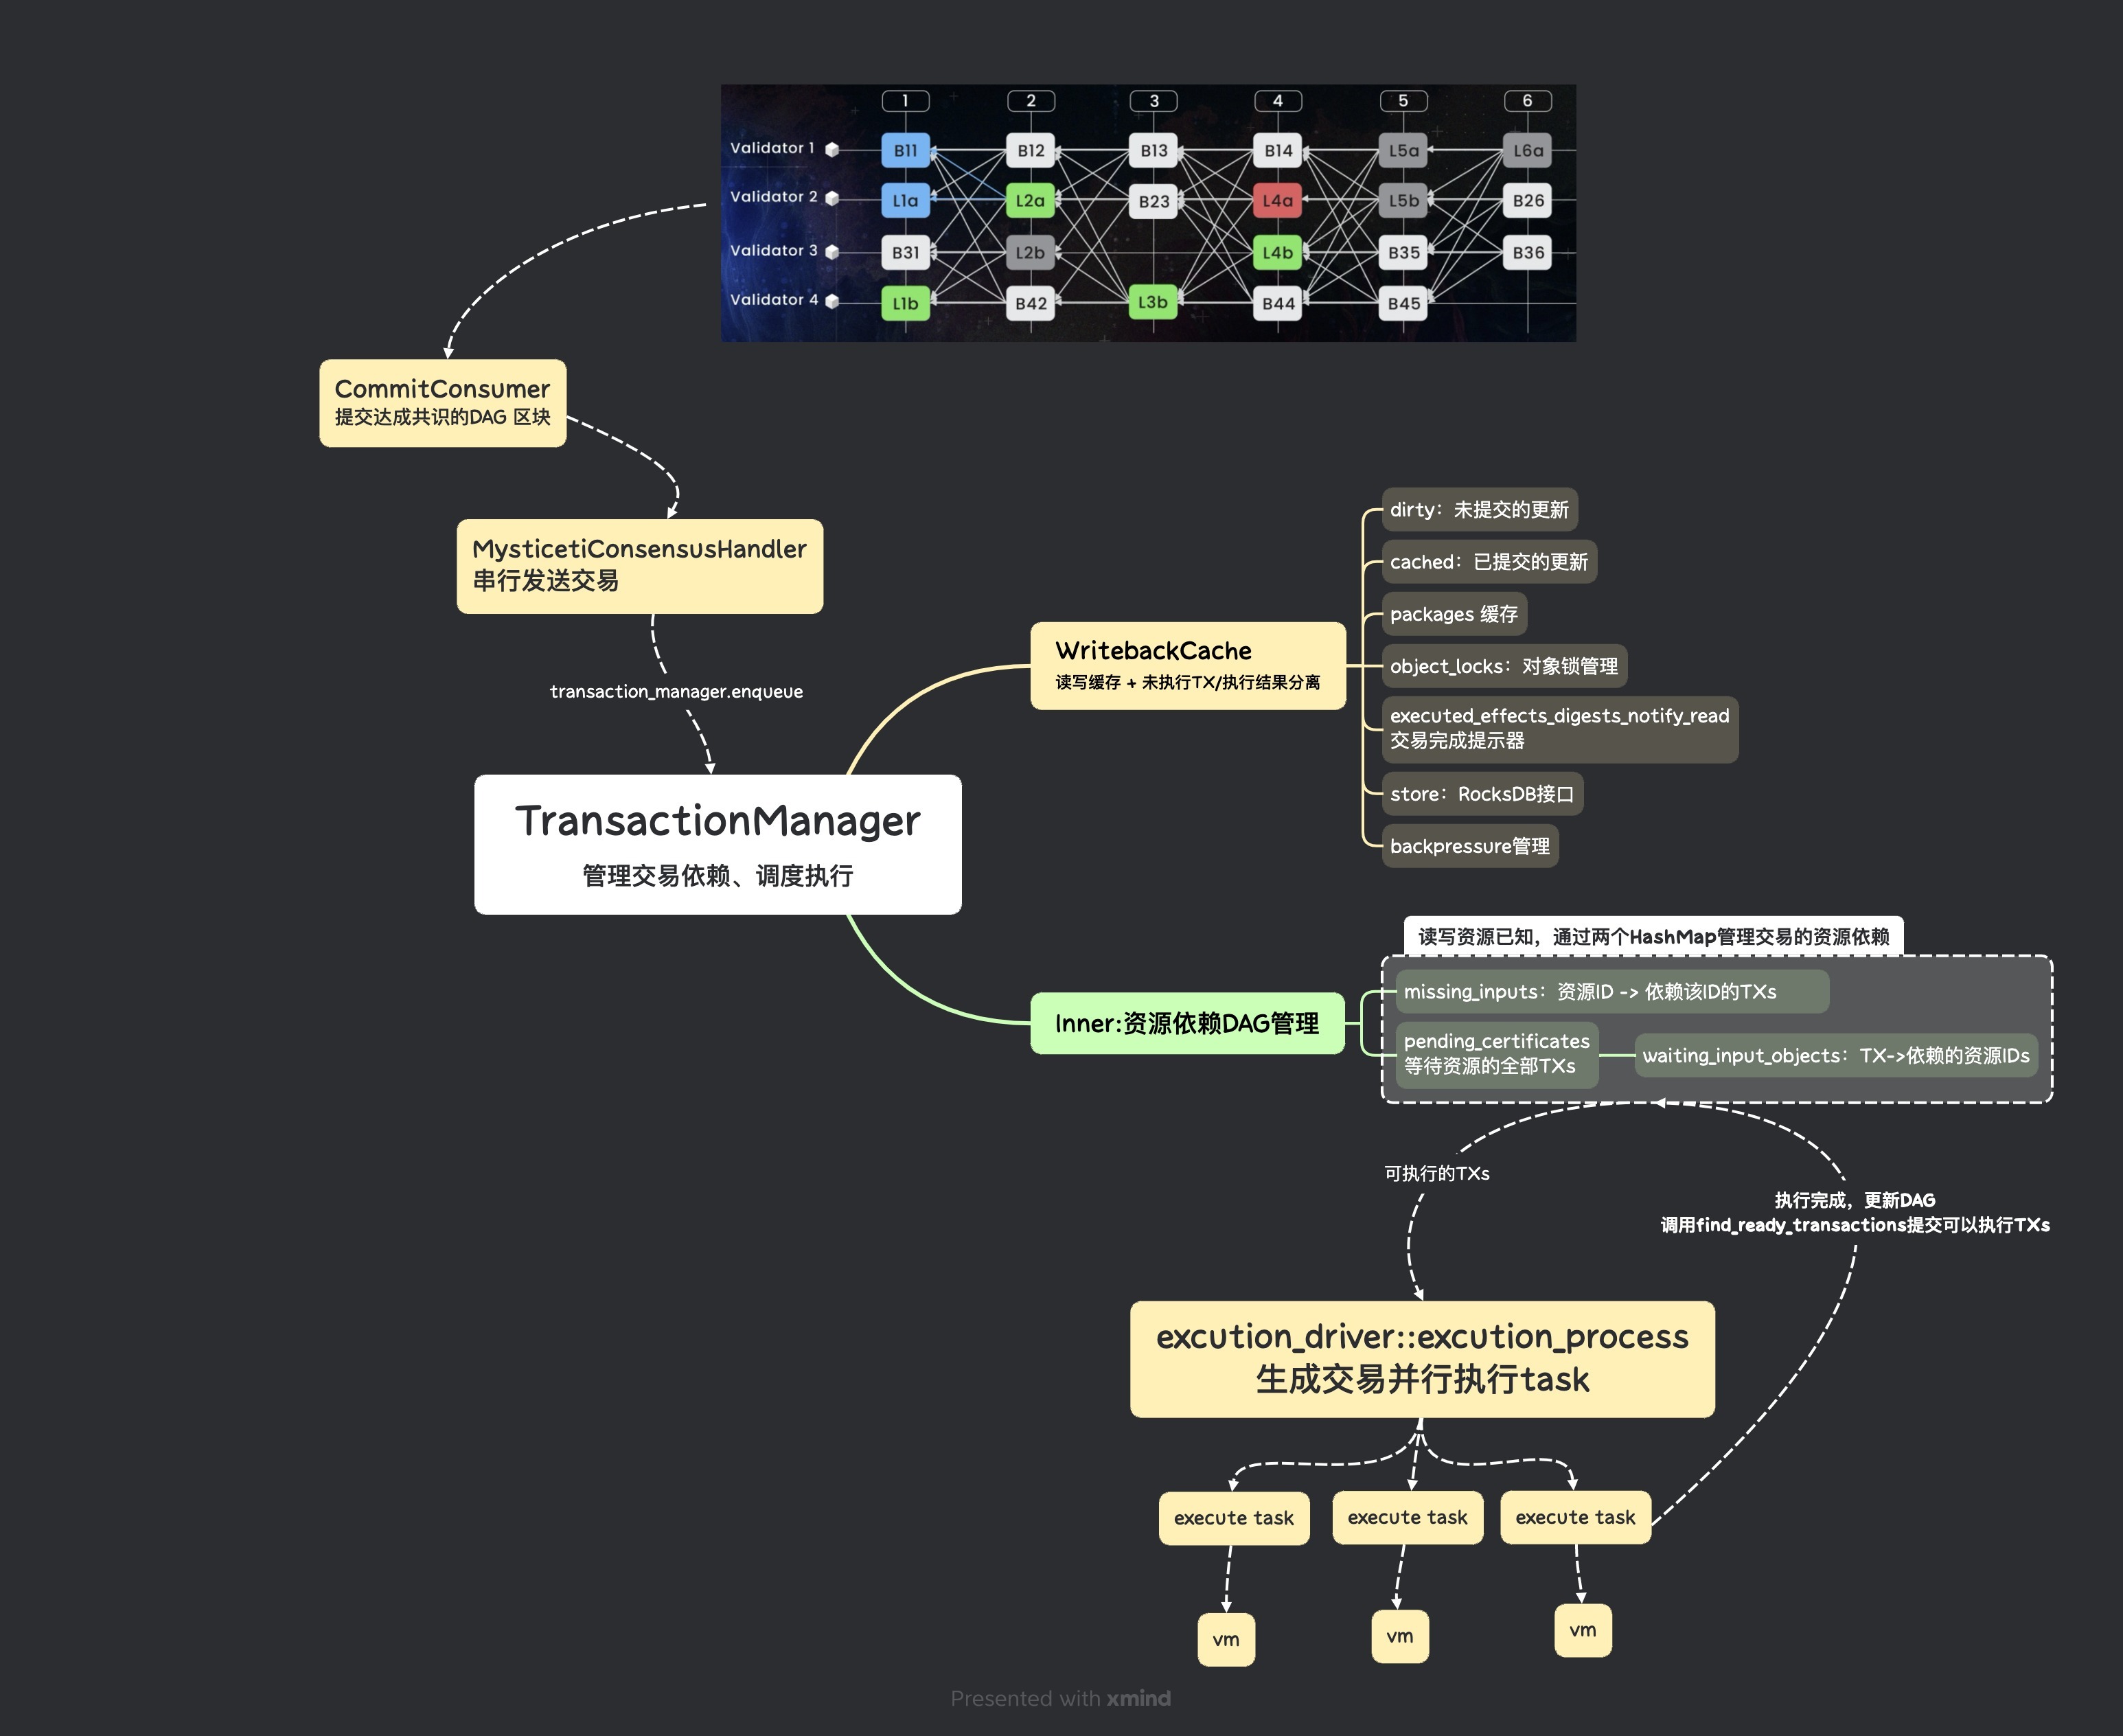 1 2 3 4 5 6
Validator 1 B11 B12 B13 B14 L5a L6a
Validator 2 L1a L2a B23 L4a L5b B26
Validator 3 B31 L2b L4b B35 B36
Validator 4 L1b B42 L3b B44 B45
CommitConsumer
提交达成共识的DAG 区块
MysticetiConsensusHandler
串行发送交易
transaction_manager.enqueue
TransactionManager
管理交易依赖、调度执行
WritebackCache
读写缓存 + 未执行TX/执行结果分离
dirty：未提交的更新
cached：已提交的更新
packages 缓存
object_locks：对象锁管理
executed_effects_digests_notify_read
交易完成提示器
store：RocksDB接口
backpressure管理
Inner:资源依赖DAG管理
读写资源已知，通过两个HashMap管理交易的资源依赖
missing_inputs：资源ID -> 依赖该ID的TXs
pending_certificates
等待资源的全部TXs
waiting_input_objects：TX->依赖的资源IDs
可执行的TXs
执行完成，更新DAG
调用find_ready_transactions提交可以执行TXs
excution_driver::excution_process
生成交易并行执行task
execute task
execute task
execute task
vm
vm
vm
Presented with xmind